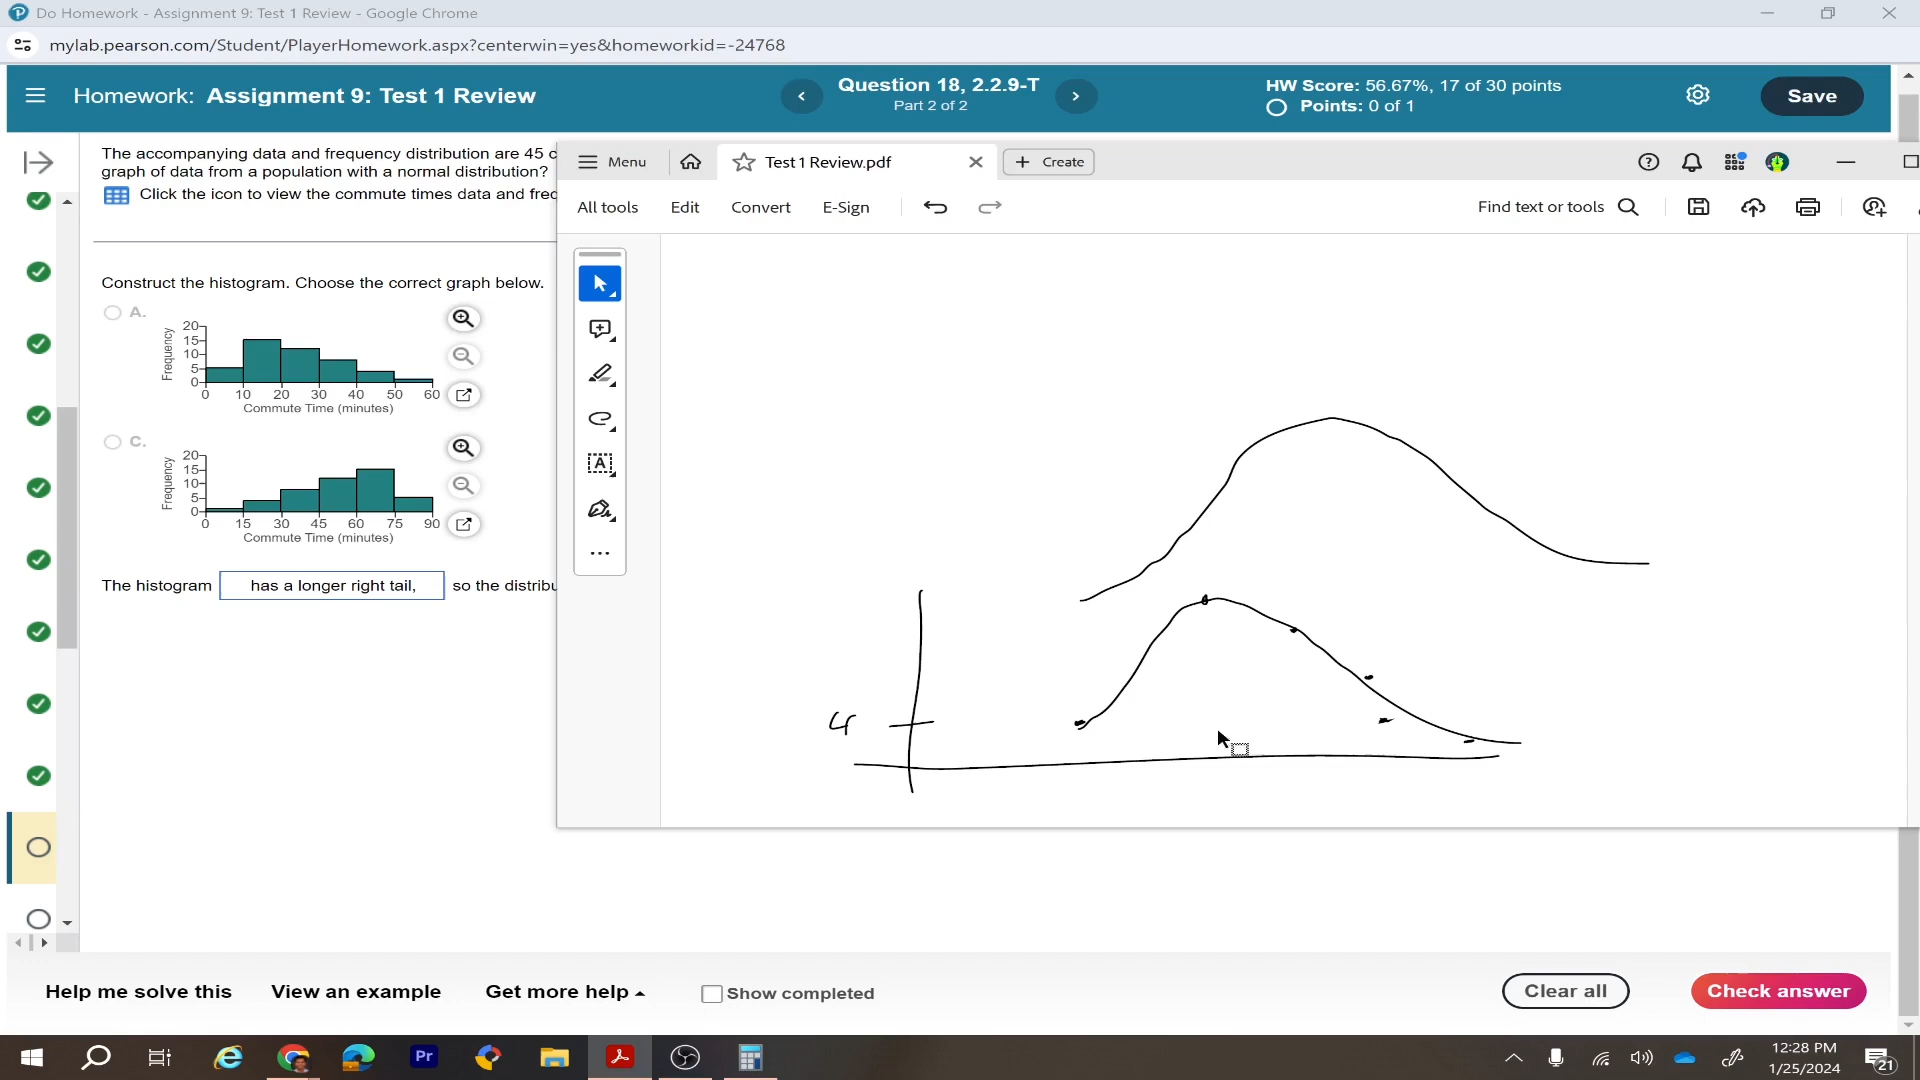 Do Homework - Assignment 9: Test 1 Review - Google Chrome
mylab.pearson.com/Student/PlayerHomework.aspx?centerwin=yes&homeworkid=-24768
Homework: Assignment 9: Test 1 Review
Question 18, 2.2.9-T
Part 2 of 2
HW Score: 56.67%, 17 of 30 points
Points: 0 of 1
Save
The accompanying data and frequency distribution are 45 c
graph of data from a population with a normal distribution?
Click the icon to view the commute times data and freq
Menu
Test 1 Review.pdf
Create
All tools
Edit
Convert
E-Sign
Find text or tools
Construct the histogram. Choose the correct graph below.
A.
Frequency
20
15
10
5
0
0 10 20 30 40 50 60
Commute Time (minutes)
C.
Frequency
20
15
10
5
0
0 15 30 45 60 75 90
Commute Time (minutes)
The histogram has a longer right tail, so the distribu
A
4
Help me solve this
View an example
Get more help
Show completed
Clear all
Check answer
Pr
12:28 PM
1/25/2024
21